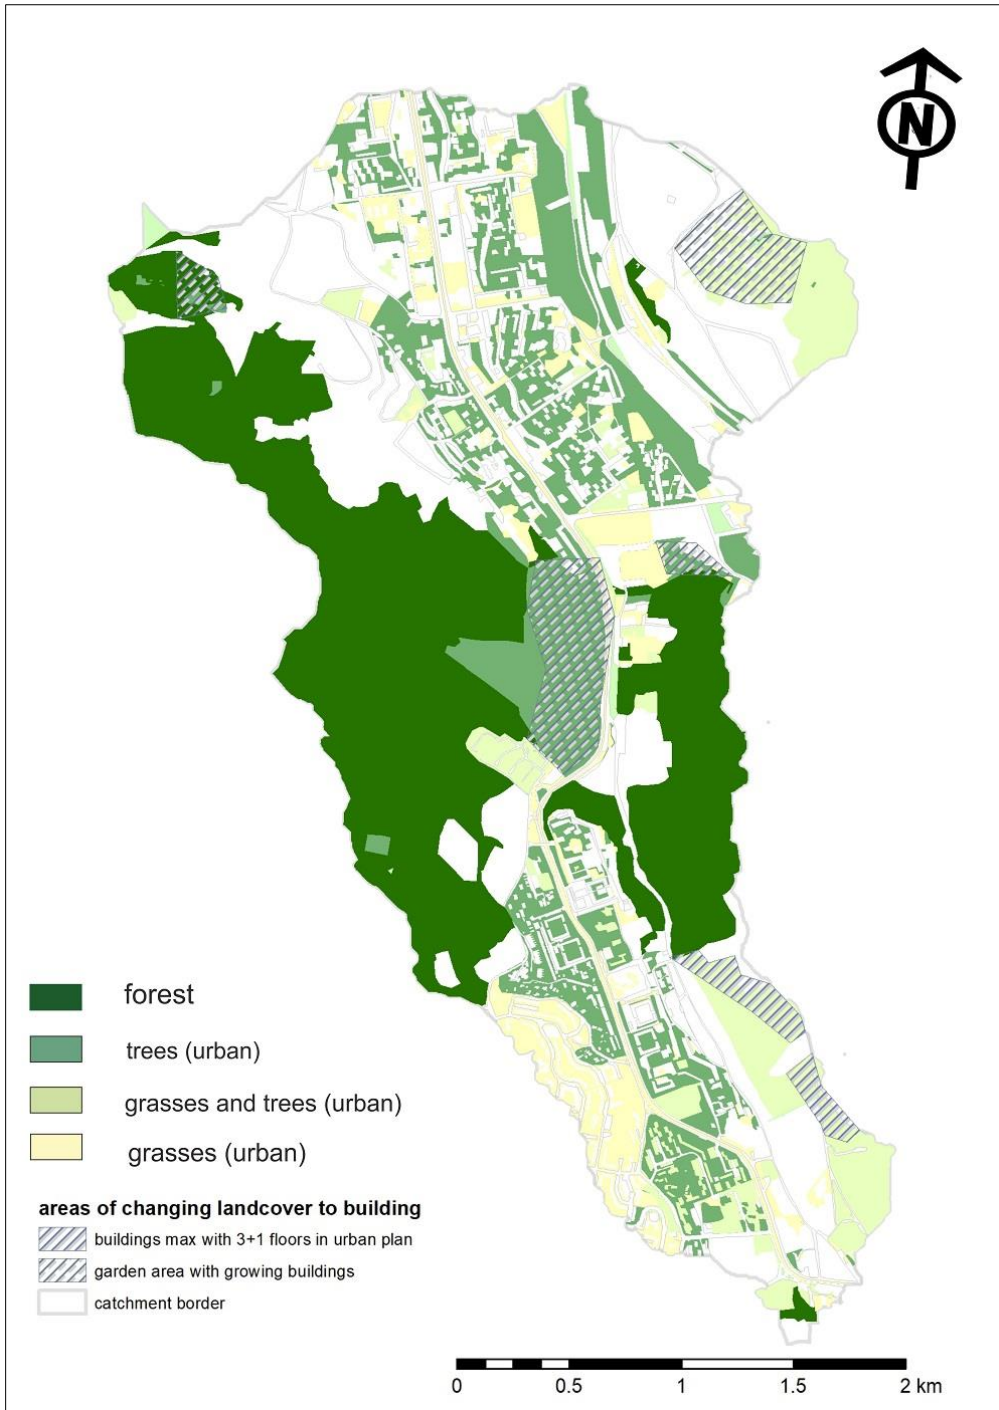 N
forest
trees (urban)
grasses and trees (urban)
grasses (urban)
areas of changing landcover to building
buildings max with 3+1 floors in urban plan
garden area with growing buildings
catchment border
0 0.5 1 1.5 2 km